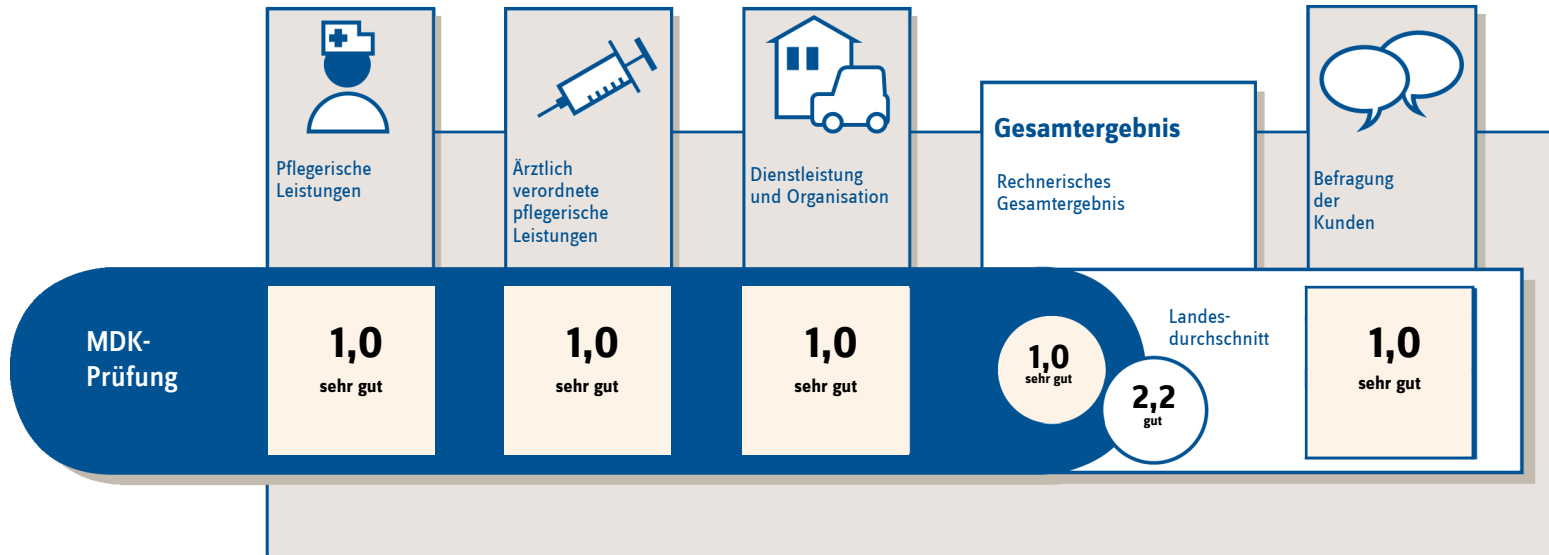 Pflegerische
Leistungen
Ärztlich
verordnete
pflegerische
Leistungen
Dienstleistung
und Organisation
Gesamtergebnis
Rechnerisches
Gesamtergebnis
Befragung
der
Kunden
MDK-
Prüfung
1,0
sehr gut
1,0
sehr gut
1,0
sehr gut
1,0
sehr gut
Landes-
durchschnitt
2,2
gut
1,0
sehr gut